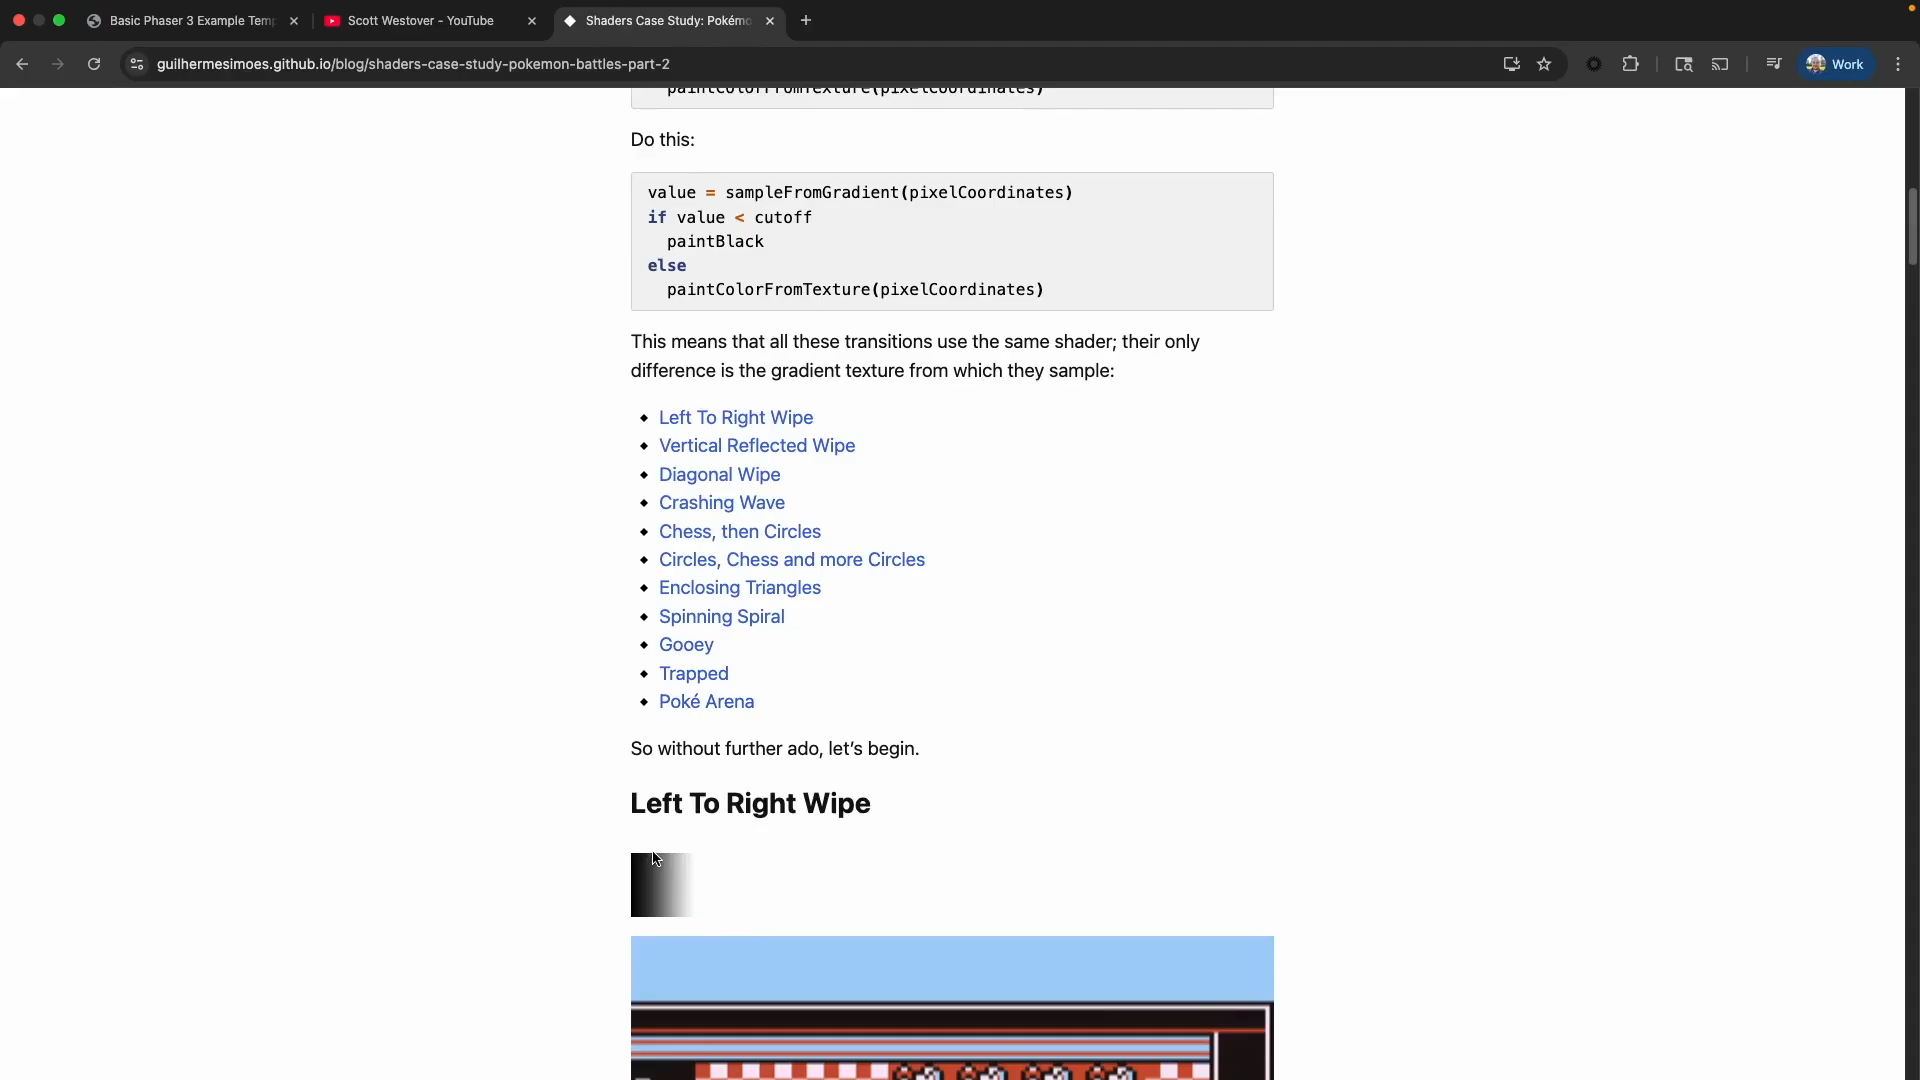 Basic Phaser 3 Example Temp
Scott Westover - YouTube
Shaders Case Study: Pokémo
guilhermesimoes.github.io/blog/shaders-case-study-pokemon-battles-part-2
Work
paintColorFromTexture(pixelCoordinates)
Do this:
value = sampleFromGradient(pixelCoordinates)
if value < cutoff
paintBlack
else
paintColorFromTexture(pixelCoordinates)
This means that all these transitions use the same shader; their only
difference is the gradient texture from which they sample:
Left To Right Wipe
Vertical Reflected Wipe
Diagonal Wipe
Crashing Wave
Chess, then Circles
Circles, Chess and more Circles
Enclosing Triangles
Spinning Spiral
Gooey
Trapped
Poké Arena
So without further ado, let’s begin.
Left To Right Wipe